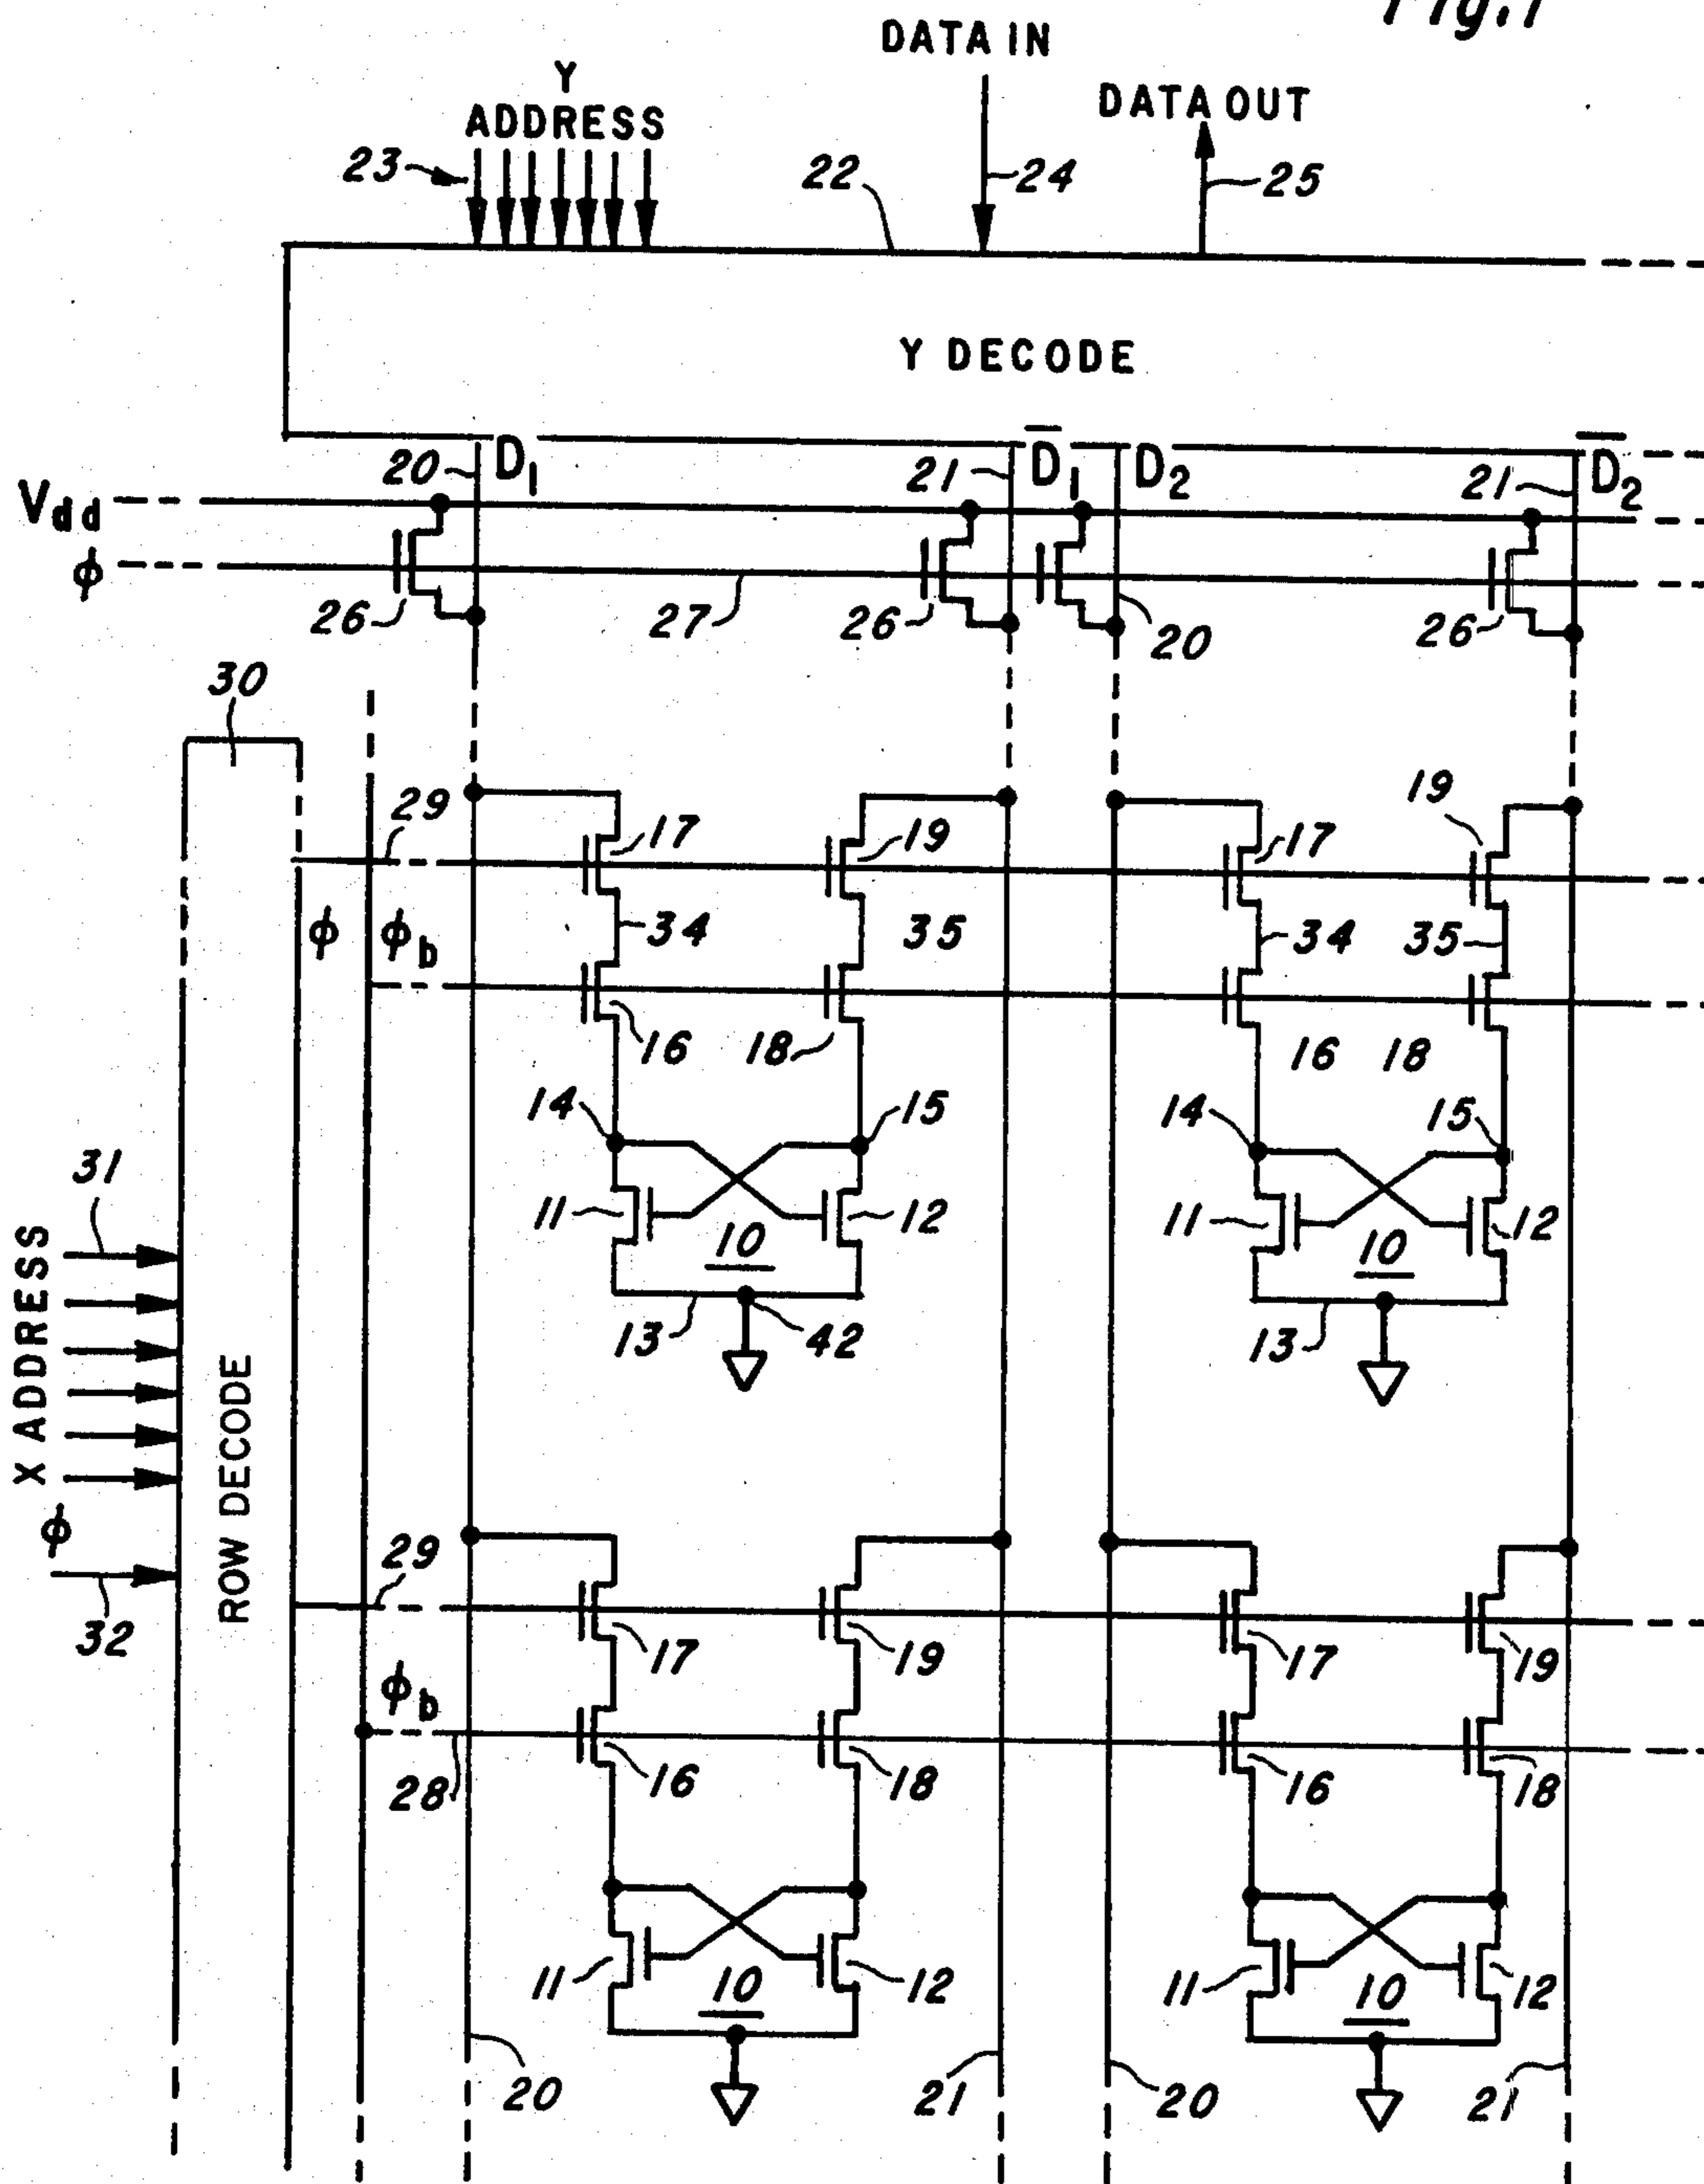 Fig. 1
DATA IN
Y
ADDRESS
DATA OUT
23
22
24
25
Y DECODE
20 D1 21 D̅1 D2 21 D̅2
Vdd
ϕ
26 27 26 20 26
30
29 17 19 17 19
ϕ ϕb 34 35 34 35
16 18 16 18
14 15 14 15
31
11 12 11 12
10 10
13 42 13
X ADDRESS
ROW DECODE
ϕ
29
32
17 19 17 19
ϕb
28 16 18 16 18
11 10 12 11 10 12
20 21 20 21